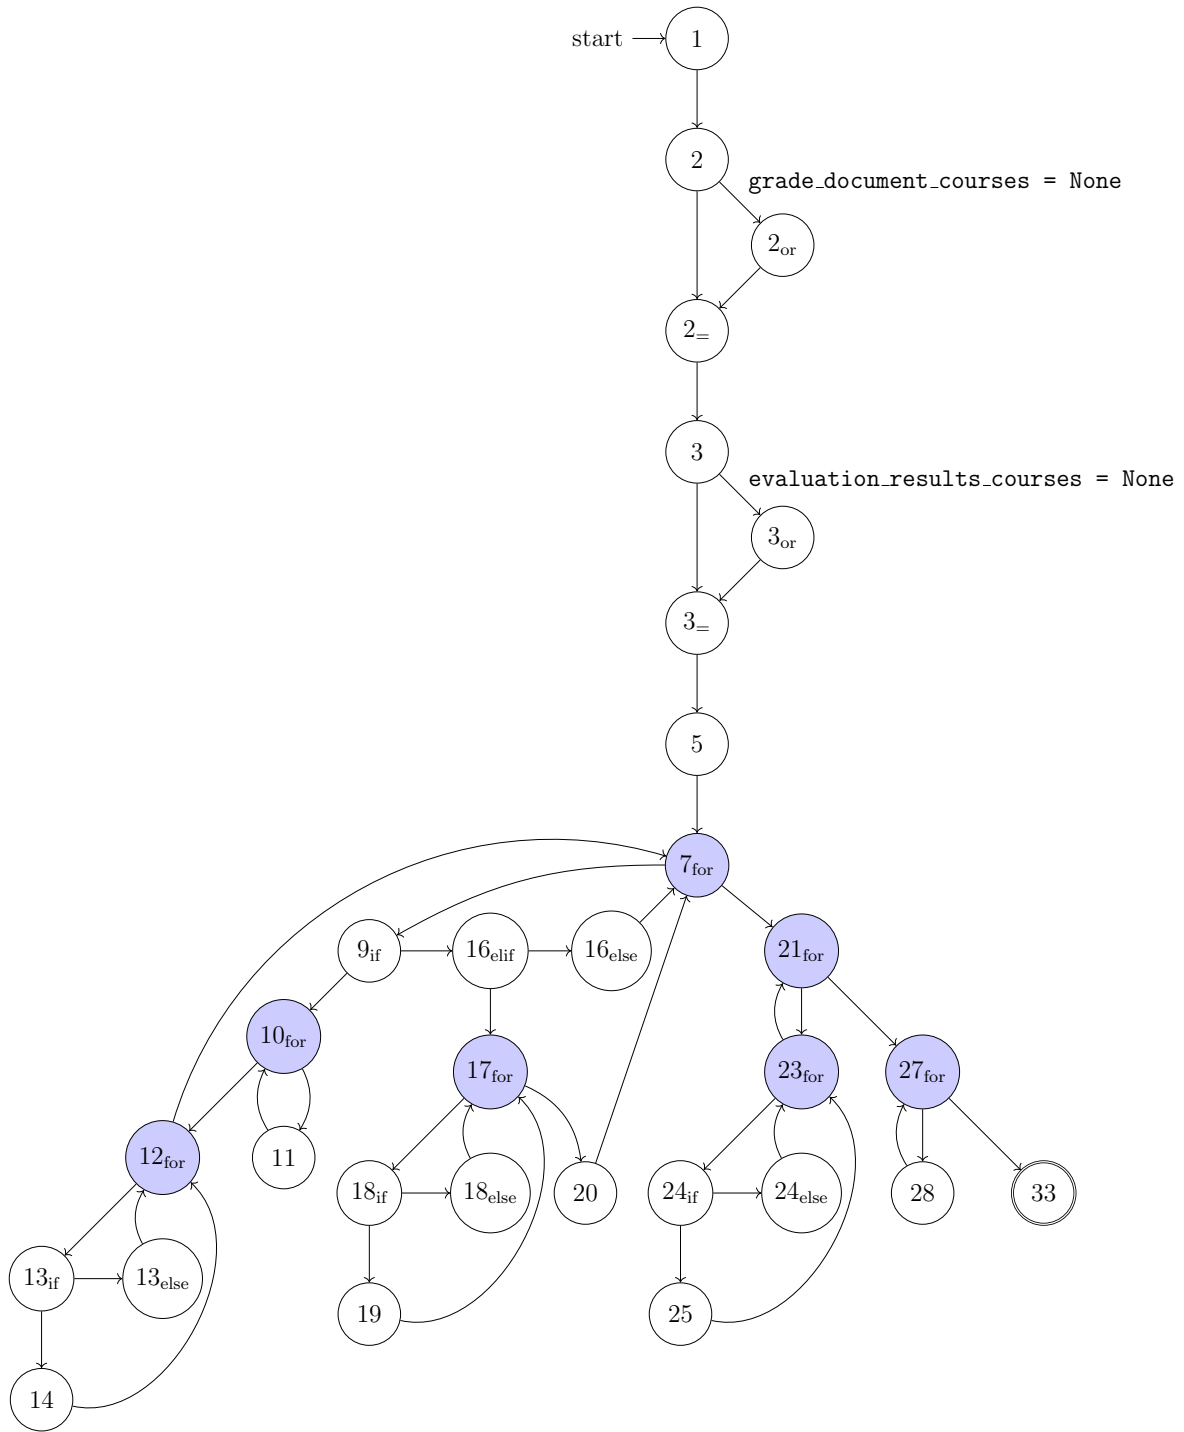 start 1
2
grade_document_courses = None
2or
2=
3
evaluation_results_courses = None
3or
3=
5
7for
9if 16elif 16else 21for
10for 17for 23for 27for
12for 11 18if 18else 20 24if 24else 28 33
13if 13else 19 25
14